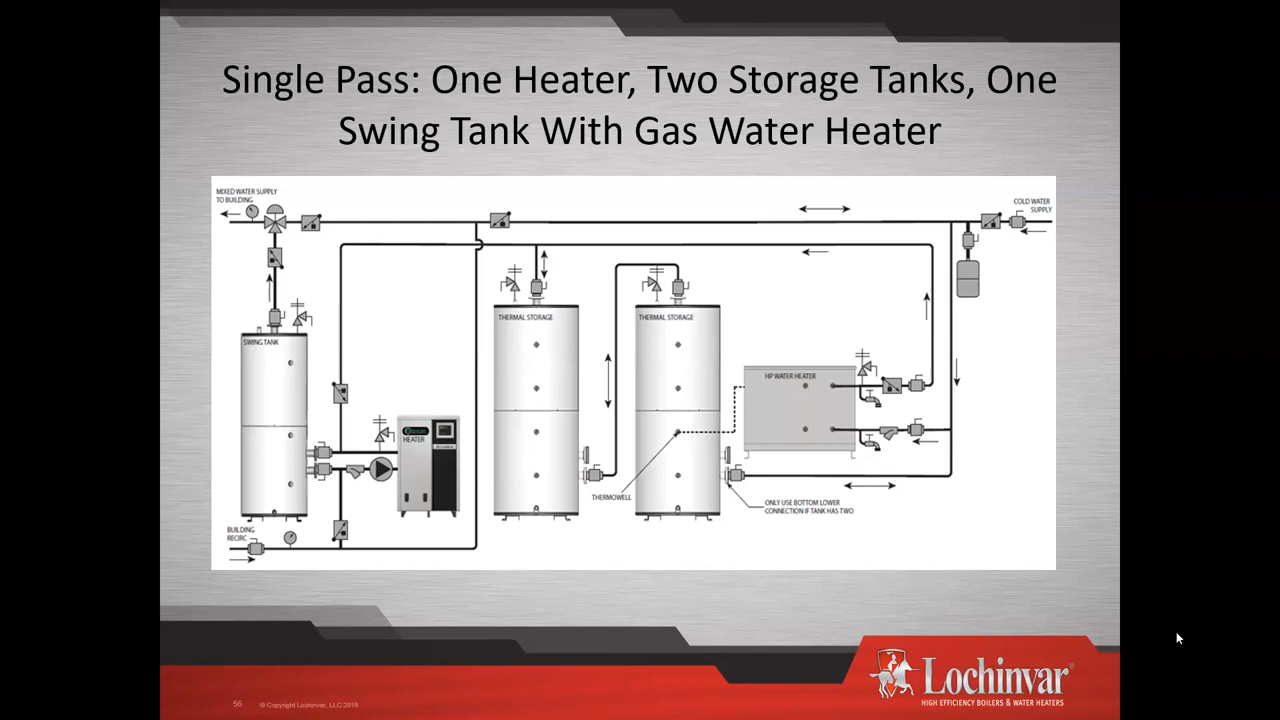 Single Pass: One Heater, Two Storage Tanks, One
Swing Tank With Gas Water Heater
MIXED WATER SUPPLY
TO BUILDING
COLD WATER
SUPPLY
SWING TANK
THERMAL STORAGE
THERMAL STORAGE
HP WATER HEATER
HEATER
THERMOWELL
ONLY USE BOTTOM LOWER
CONNECTION IF TANK HAS TWO
BUILDING
RECIRC
Lochinvar
HIGH EFFICIENCY BOILERS & WATER HEATERS
56
© Copyright Lochinvar, LLC 2016